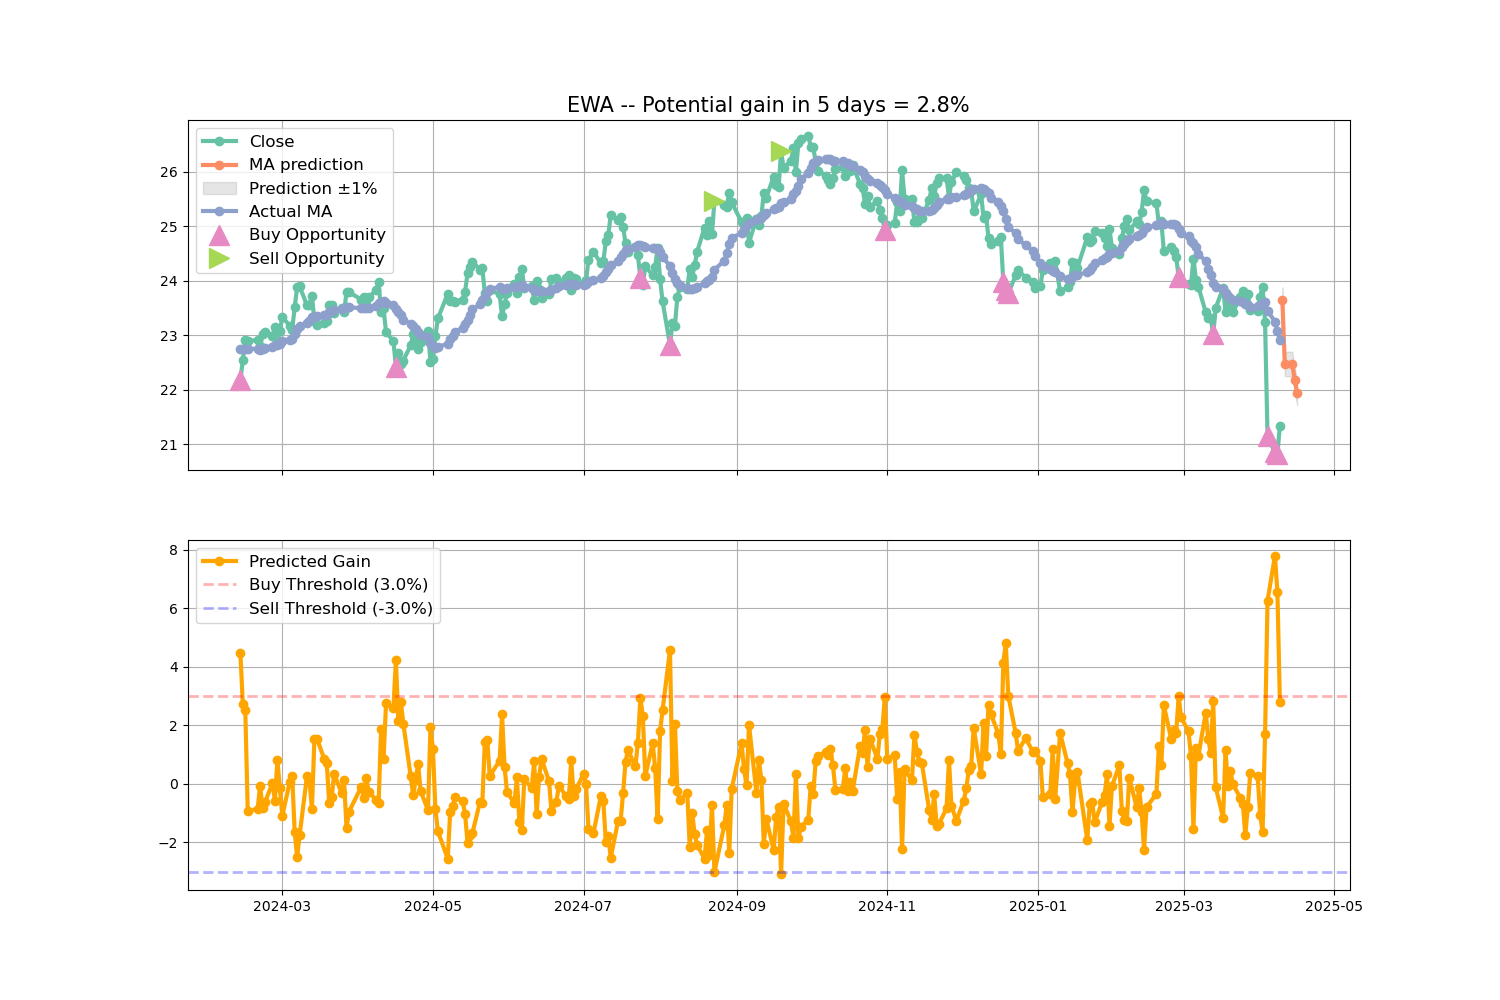 EWA -- Potential gain in 5 days = 2.8%
Close
MA prediction
Prediction ±1%
Actual MA
Buy Opportunity
Sell Opportunity
26
25
24
23
22
21
Predicted Gain
Buy Threshold (3.0%)
Sell Threshold (-3.0%)
8
6
4
2
0
−2
2024-03
2024-05
2024-07
2024-09
2024-11
2025-01
2025-03
2025-05